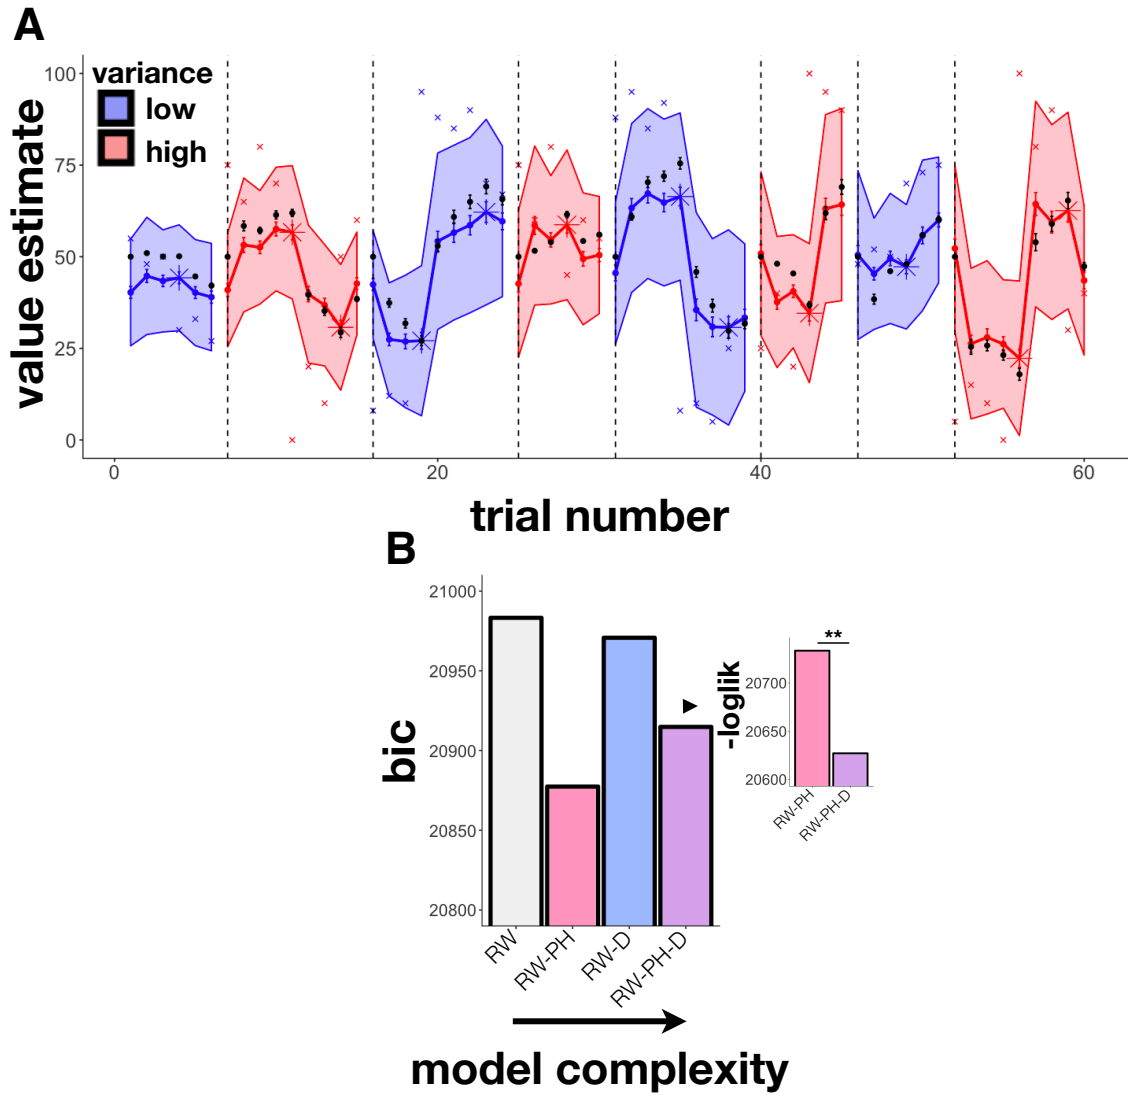 A
variance
low
high
value estimate
100
75
50
25
0
0
20
40
60
trial number
B
bic
21000
20950
20900
20850
20800
RW
RW-PH
RW-D
RW-PH-D
model complexity
-loglik
20700
20650
20600
**
RW-PH
RW-PH-D